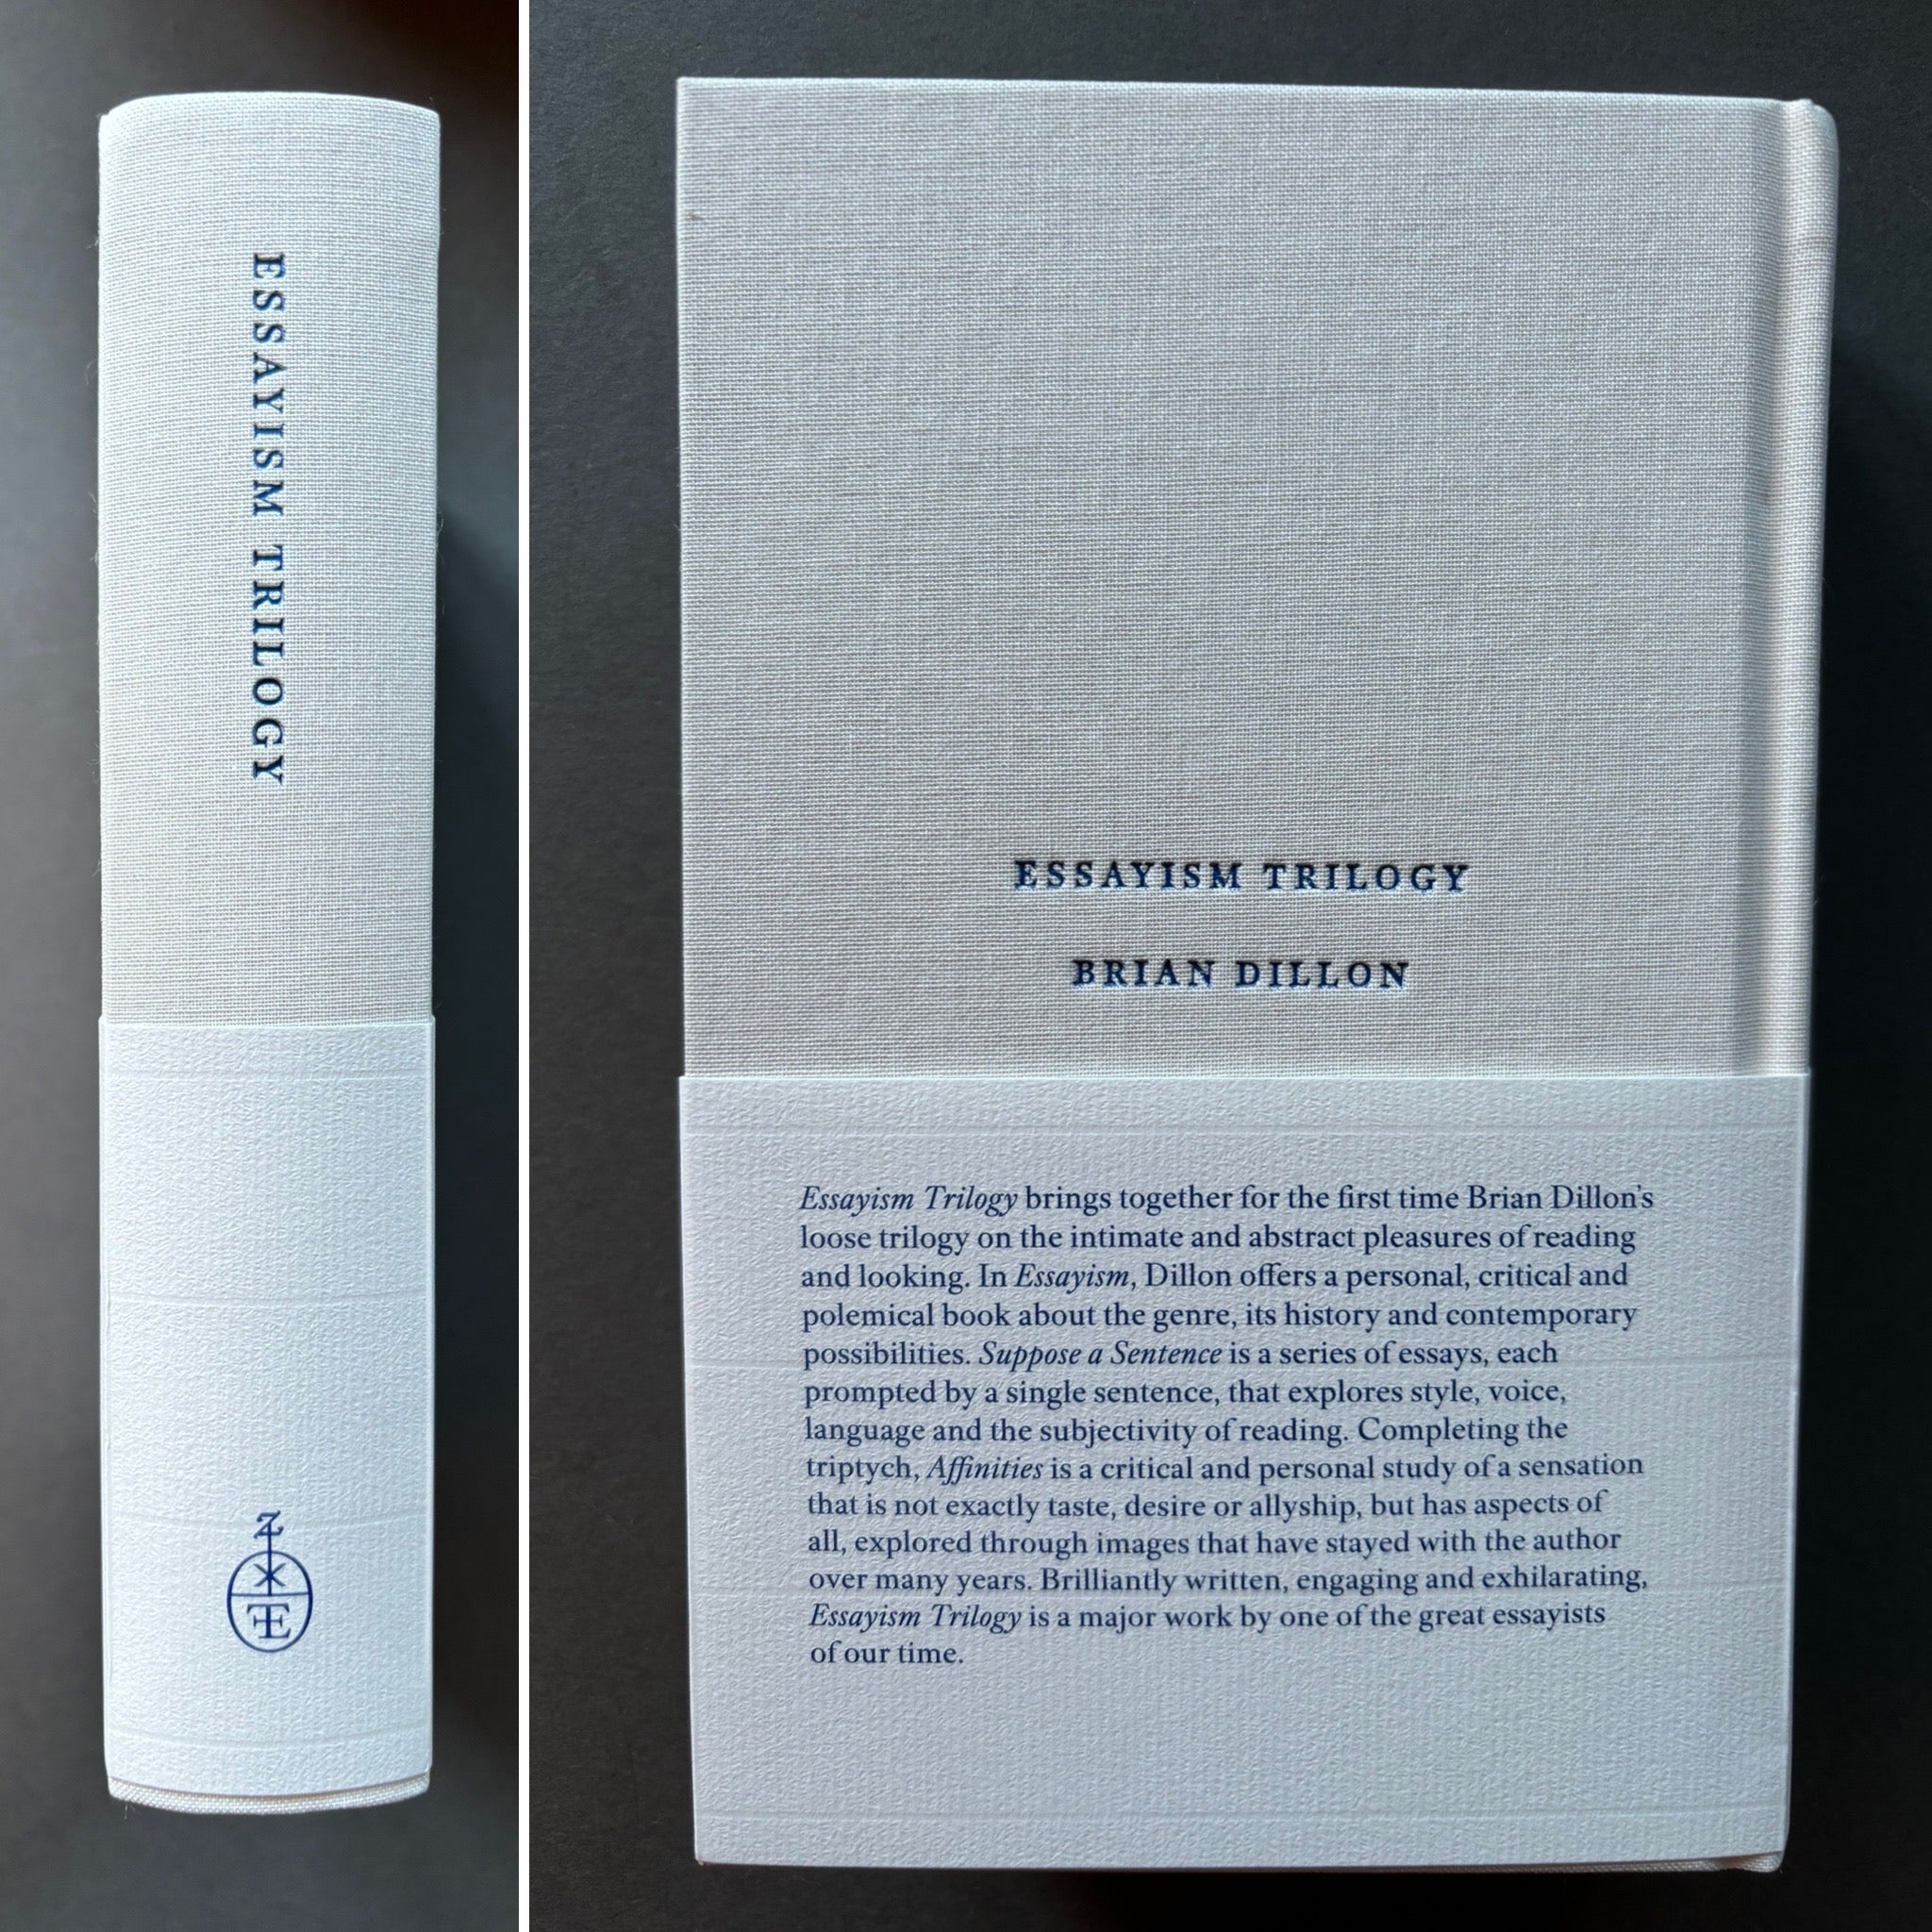 ESSAYISM TRILOGY
ESSAYISM TRILOGY
BRIAN DILLON
Essayism Trilogy brings together for the first time Brian Dillon’s
loose trilogy on the intimate and abstract pleasures of reading
and looking. In Essayism, Dillon offers a personal, critical and
polemical book about the genre, its history and contemporary
possibilities. Suppose a Sentence is a series of essays, each
prompted by a single sentence, that explores style, voice,
language and the subjectivity of reading. Completing the
triptych, Affinities is a critical and personal study of a sensation
that is not exactly taste, desire or allyship, but has aspects of
all, explored through images that have stayed with the author
over many years. Brilliantly written, engaging and exhilarating,
Essayism Trilogy is a major work by one of the great essayists
of our time.